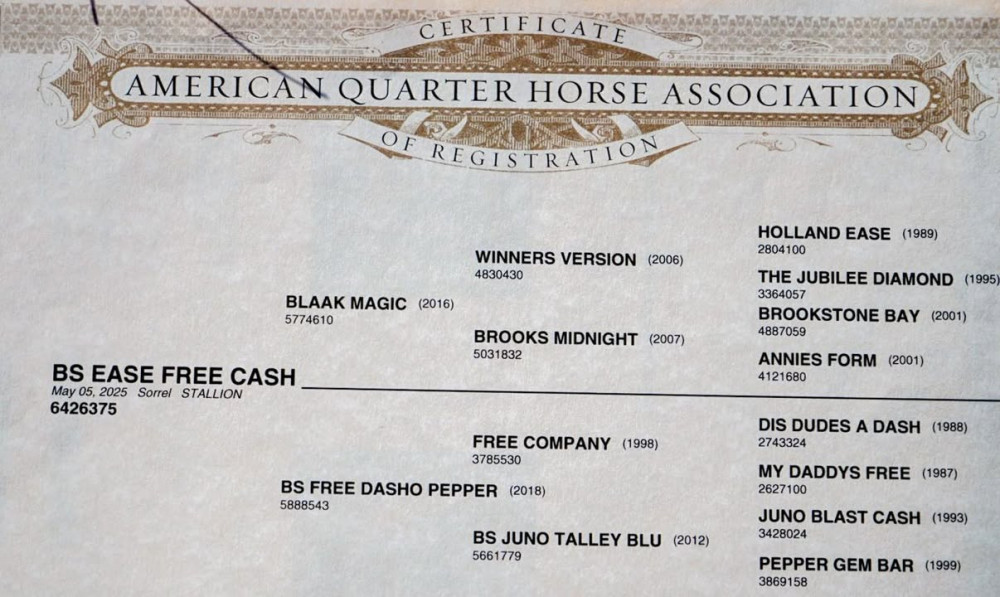 CERTIFICATE
AMERICAN QUARTER HORSE ASSOCIATION
OF REGISTRATION
HOLLAND EASE (1989)
2804100
WINNERS VERSION (2006)
4830430
THE JUBILEE DIAMOND (1995)
3364057
BLAAK MAGIC (2016)
5774610
BROOKSTONE BAY (2001)
4887059
BROOKS MIDNIGHT (2007)
5031832
ANNIES FORM (2001)
4121680
BS EASE FREE CASH
May 05, 2025 Sorrel STALLION
6426375
DIS DUDES A DASH (1988)
2743324
FREE COMPANY (1998)
3785530
MY DADDYS FREE (1987)
2627100
BS FREE DASHO PEPPER (2018)
5888543
JUNO BLAST CASH (1993)
3428024
BS JUNO TALLEY BLU (2012)
5661779
PEPPER GEM BAR (1999)
3869158